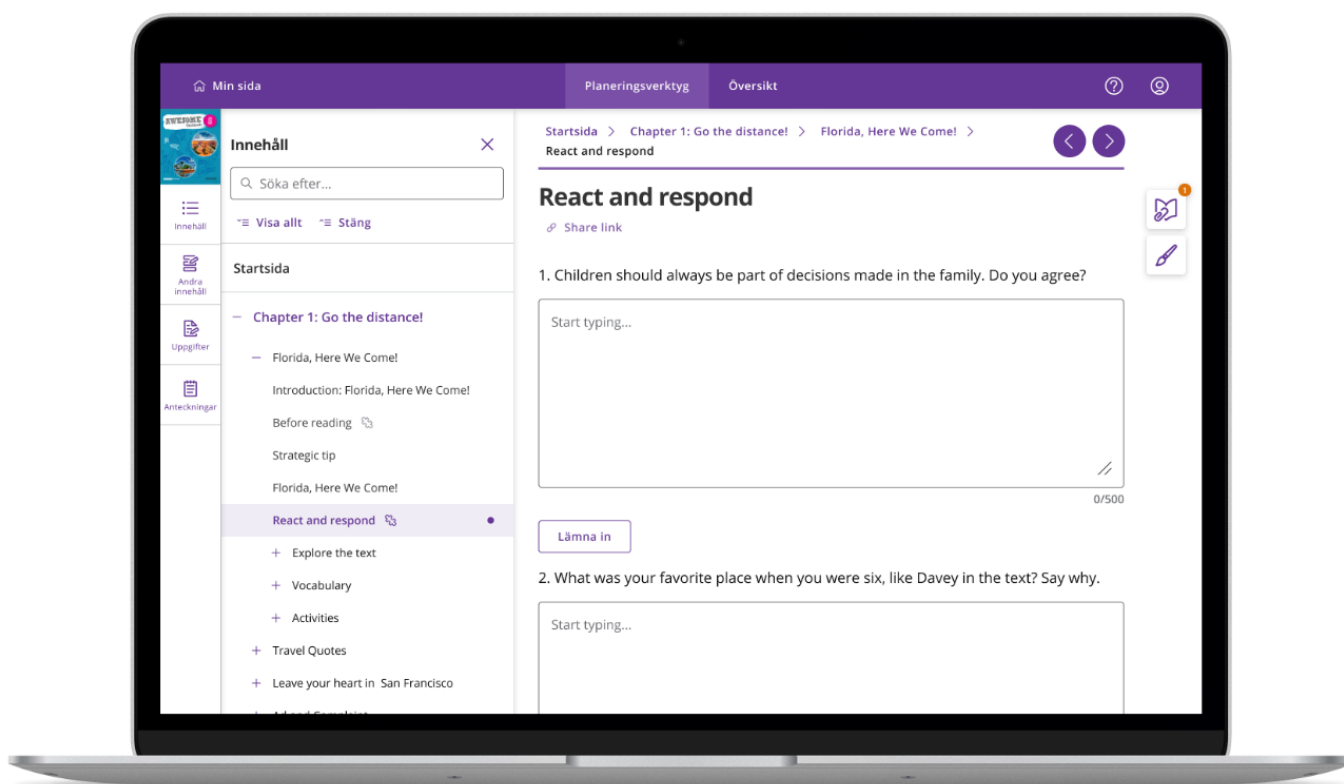 Min sida
Planeringsverktyg
Översikt
AWESOME
8
Innehåll
Andra
innehåll
Uppgifter
Anteckningar
Innehåll
Söka efter...
Visa allt
Stäng
Startsida
Chapter 1: Go the distance!
Florida, Here We Come!
Introduction: Florida, Here We Come!
Before reading
Strategic tip
Florida, Here We Come!
React and respond
Explore the text
Vocabulary
Activities
Travel Quotes
Leave your heart in San Francisco
Startsida > Chapter 1: Go the distance! > Florida, Here We Come! >
React and respond
React and respond
Share link
1. Children should always be part of decisions made in the family. Do you agree?
Start typing...
0/500
Lämna in
2. What was your favorite place when you were six, like Davey in the text? Say why.
Start typing...
1